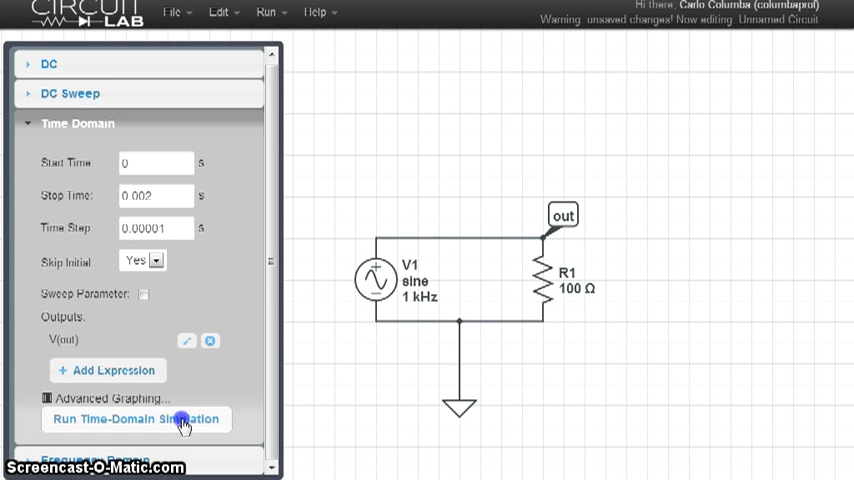 CIRCUIT
LAB
File Edit Run Help
Hi there, Carlo Columba (columbaprof)
Warning: unsaved changes! Now editing: Unnamed Circuit
DC
DC Sweep
Time Domain
Start Time: 0 s
Stop Time: 0.002 s
Time Step: 0.00001 s
Skip Initial: Yes
Sweep Parameter:
Outputs:
V(out)
+ Add Expression
Advanced Graphing...
Run Time-Domain Simulation
Frequency Domain
Screencast-O-Matic.com
out
V1
sine
1 kHz
R1
100 Ω